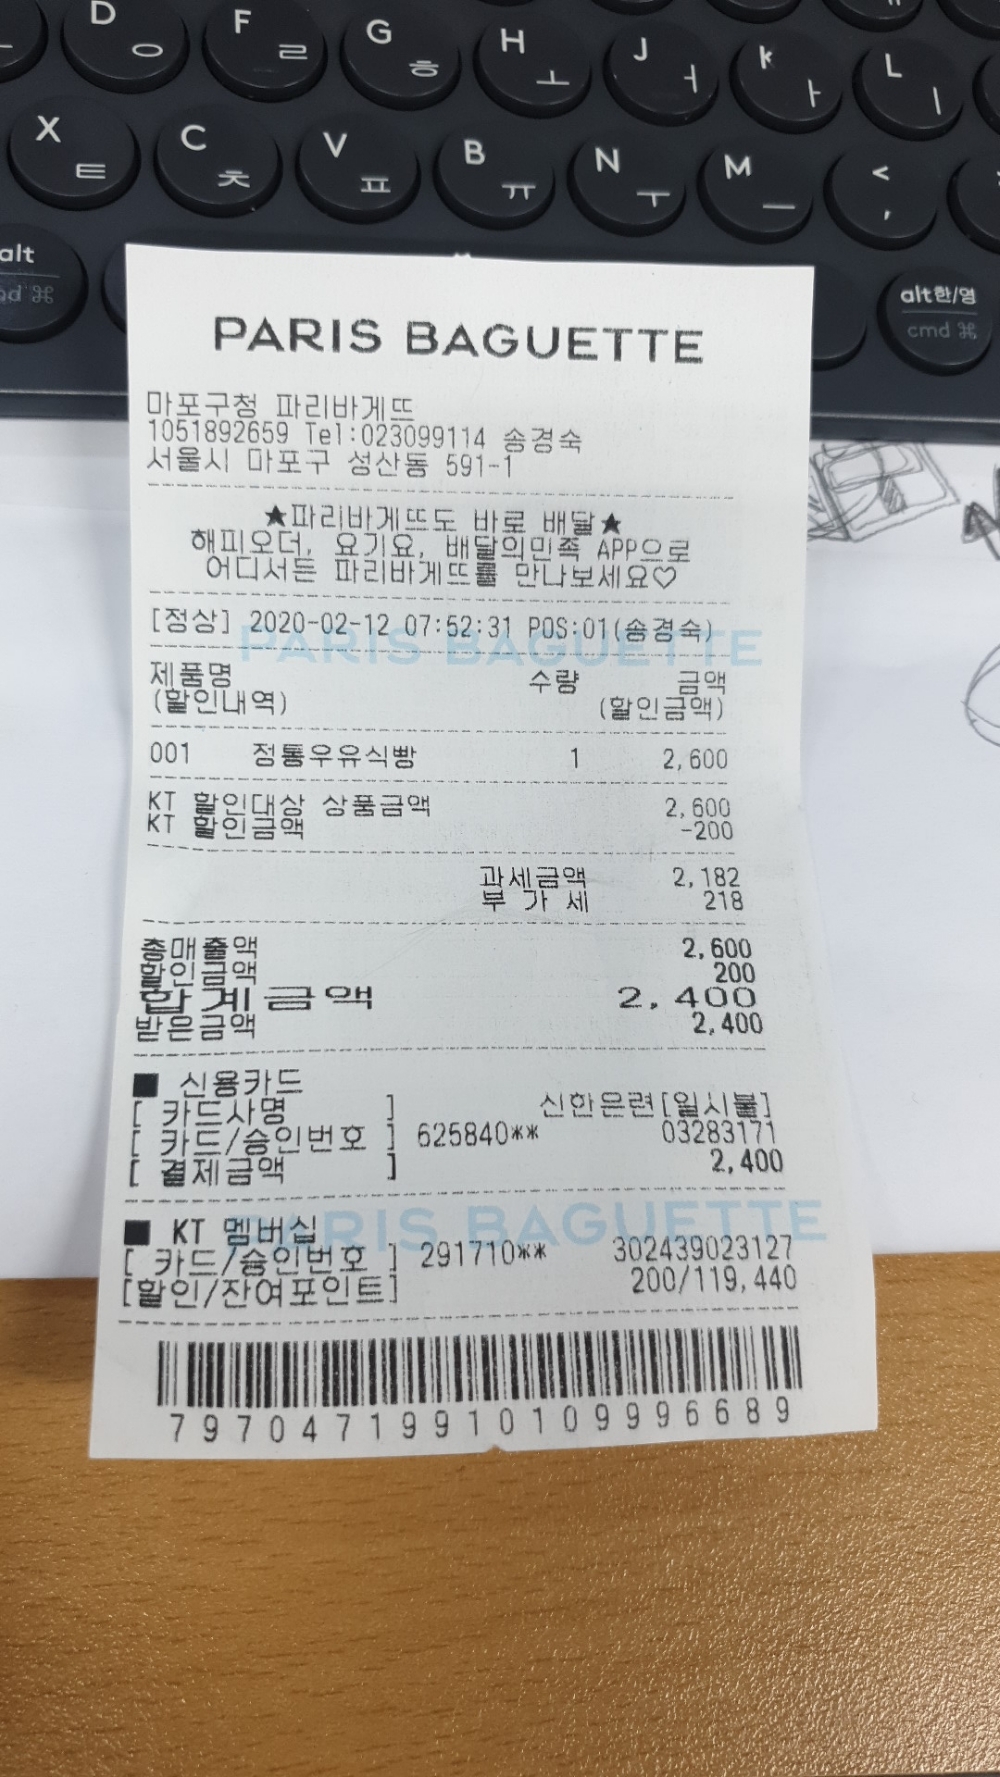 D ㅇ F ㄹ G ㅎ H ㅗ J ㅓ k ㅏ L ㅣ
X ㅌ C ㅊ V ㅍ B ㅠ N ㅜ M ㅡ < ,
alt
cmd ⌘
alt한/영
cmd ⌘
PARIS BAGUETTE
마포구청 파리바게뜨
1051892659 Tel:023099114 송경숙
서울시 마포구 성산동 591-1
★파리바게뜨도 바로 배달★
해피오더, 요기요, 배달의민족 APP으로
어디서든 파리바게뜨를 만나보세요♡
[정상] 2020-02-12 07:52:31 POS:01(송경숙)
PARIS BAGUETTE
제품명 수량 금액
(할인내역) (할인금액)
001 정통우유식빵 1 2,600
KT 할인대상 상품금액 2,600
KT 할인금액 -200
과세금액 2,182
부 가 세 218
총매출액 2,600
할인금액 200
합계금액 2,400
받은금액 2,400
■ 신용카드
[ 카드사명 ] 신한은련[일시불]
[ 카드/승인번호 ] 625840** 03283171
[ 결제금액 ] 2,400
PARIS BAGUETTE
■ KT 멤버십
[ 카드/승인번호 ] 291710** 302439023127
[할인/잔여포인트] 200/119,440
79704719910109996689